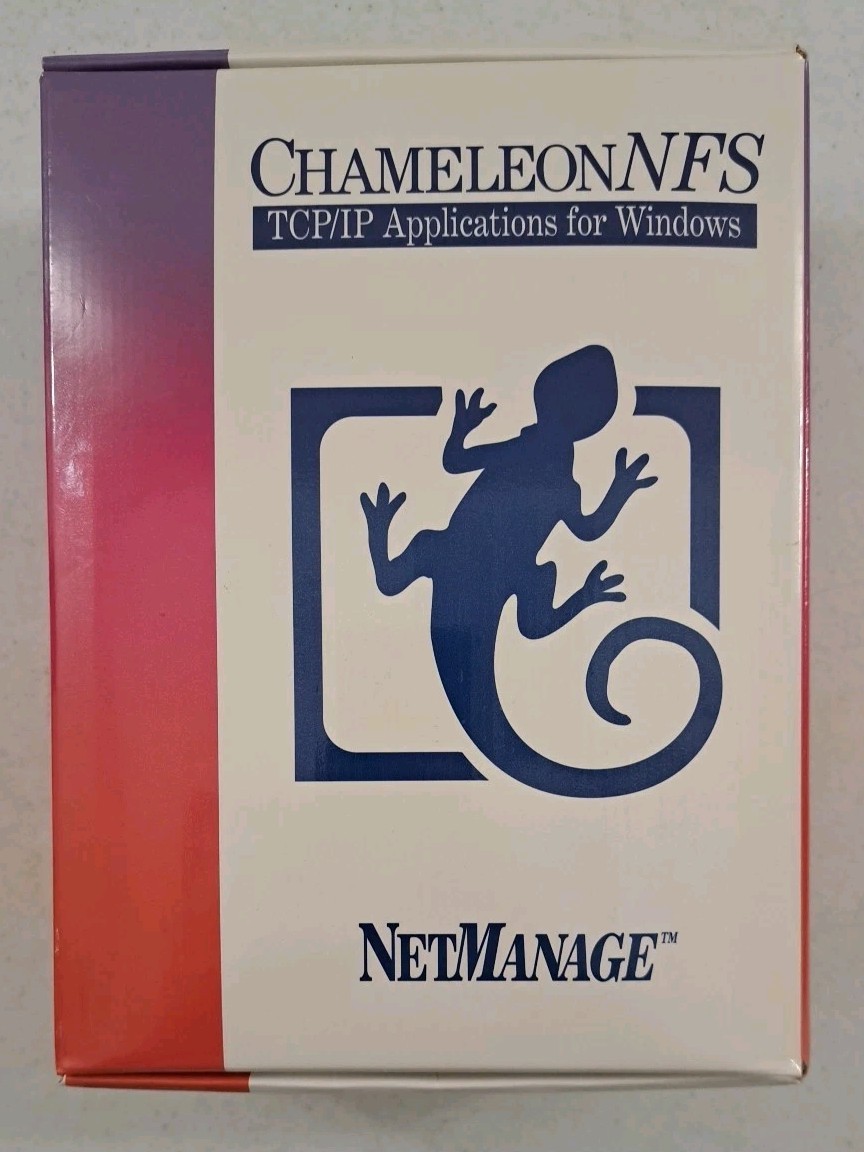 CHAMELEONNFS
TCP/IP Applications for Windows
NETMANAGE™